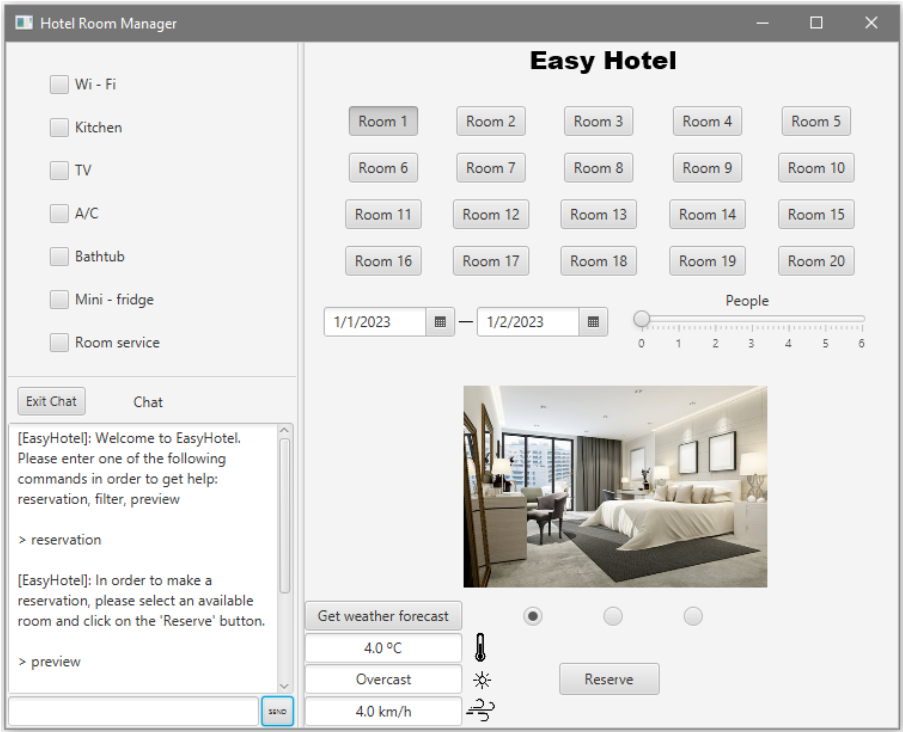 Hotel Room Manager
Wi - Fi
Kitchen
TV
A/C
Bathtub
Mini - fridge
Room service
Exit Chat
Chat
[EasyHotel]: Welcome to EasyHotel.
Please enter one of the following
commands in order to get help:
reservation, filter, preview
> reservation
[EasyHotel]: In order to make a
reservation, please select an available
room and click on the 'Reserve' button.
> preview
SEND
Easy Hotel
Room 1 Room 2 Room 3 Room 4 Room 5
Room 6 Room 7 Room 8 Room 9 Room 10
Room 11 Room 12 Room 13 Room 14 Room 15
Room 16 Room 17 Room 18 Room 19 Room 20
People
1/1/2023 — 1/2/2023
0 1 2 3 4 5 6
Get weather forecast
4.0 ºC
Overcast
4.0 km/h
Reserve